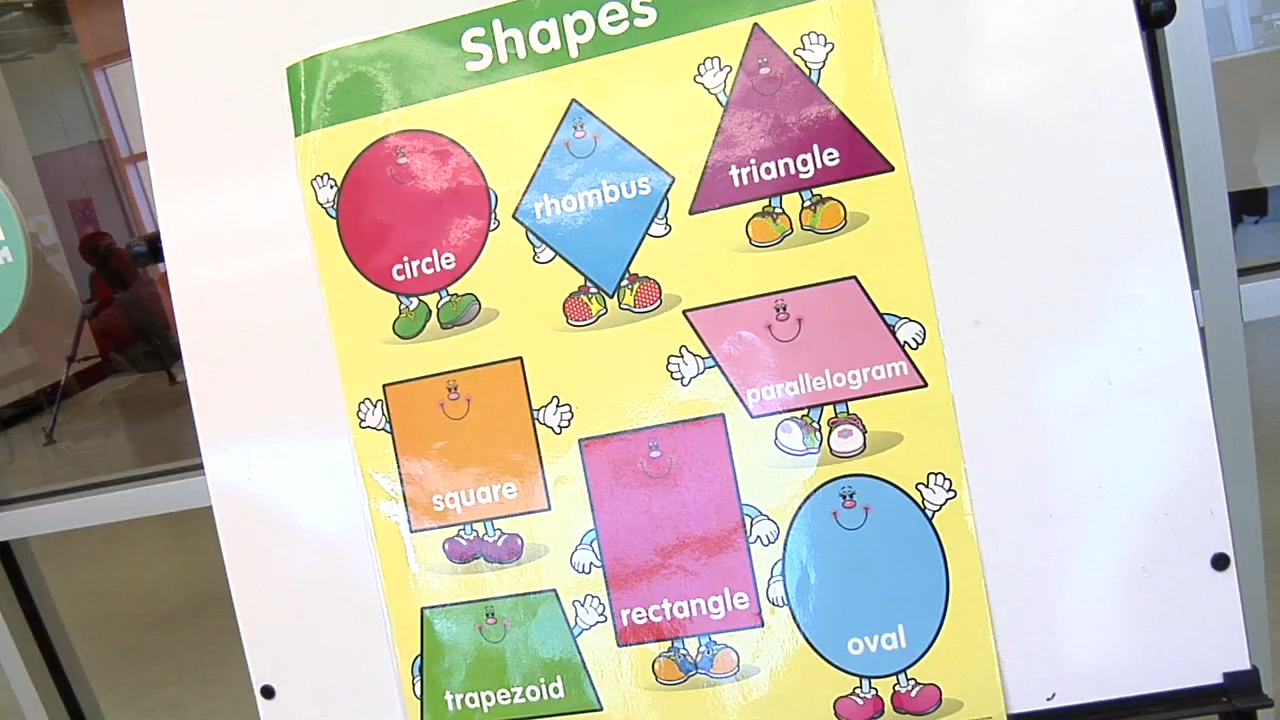 Shapes
circle
rhombus
triangle
parallelogram
square
rectangle
oval
trapezoid